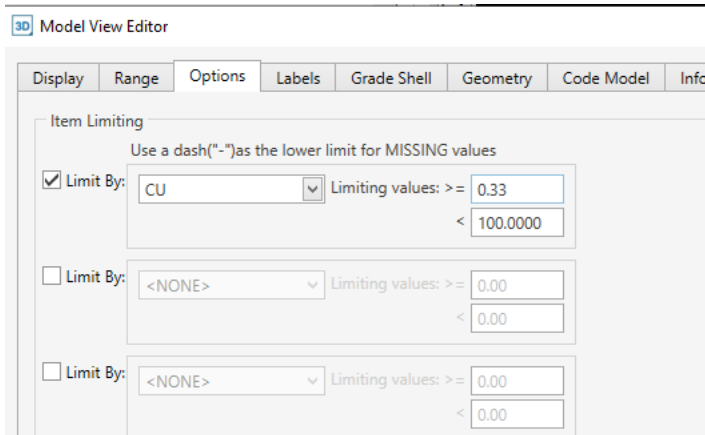 3D Model View Editor
Display Range Options Labels Grade Shell Geometry Code Model Info
Item Limiting
Use a dash("-")as the lower limit for MISSING values
Limit By: CU Limiting values: >= 0.33
< 100.0000
Limit By: <NONE> Limiting values: >= 0.00
< 0.00
Limit By: <NONE> Limiting values: >= 0.00
< 0.00